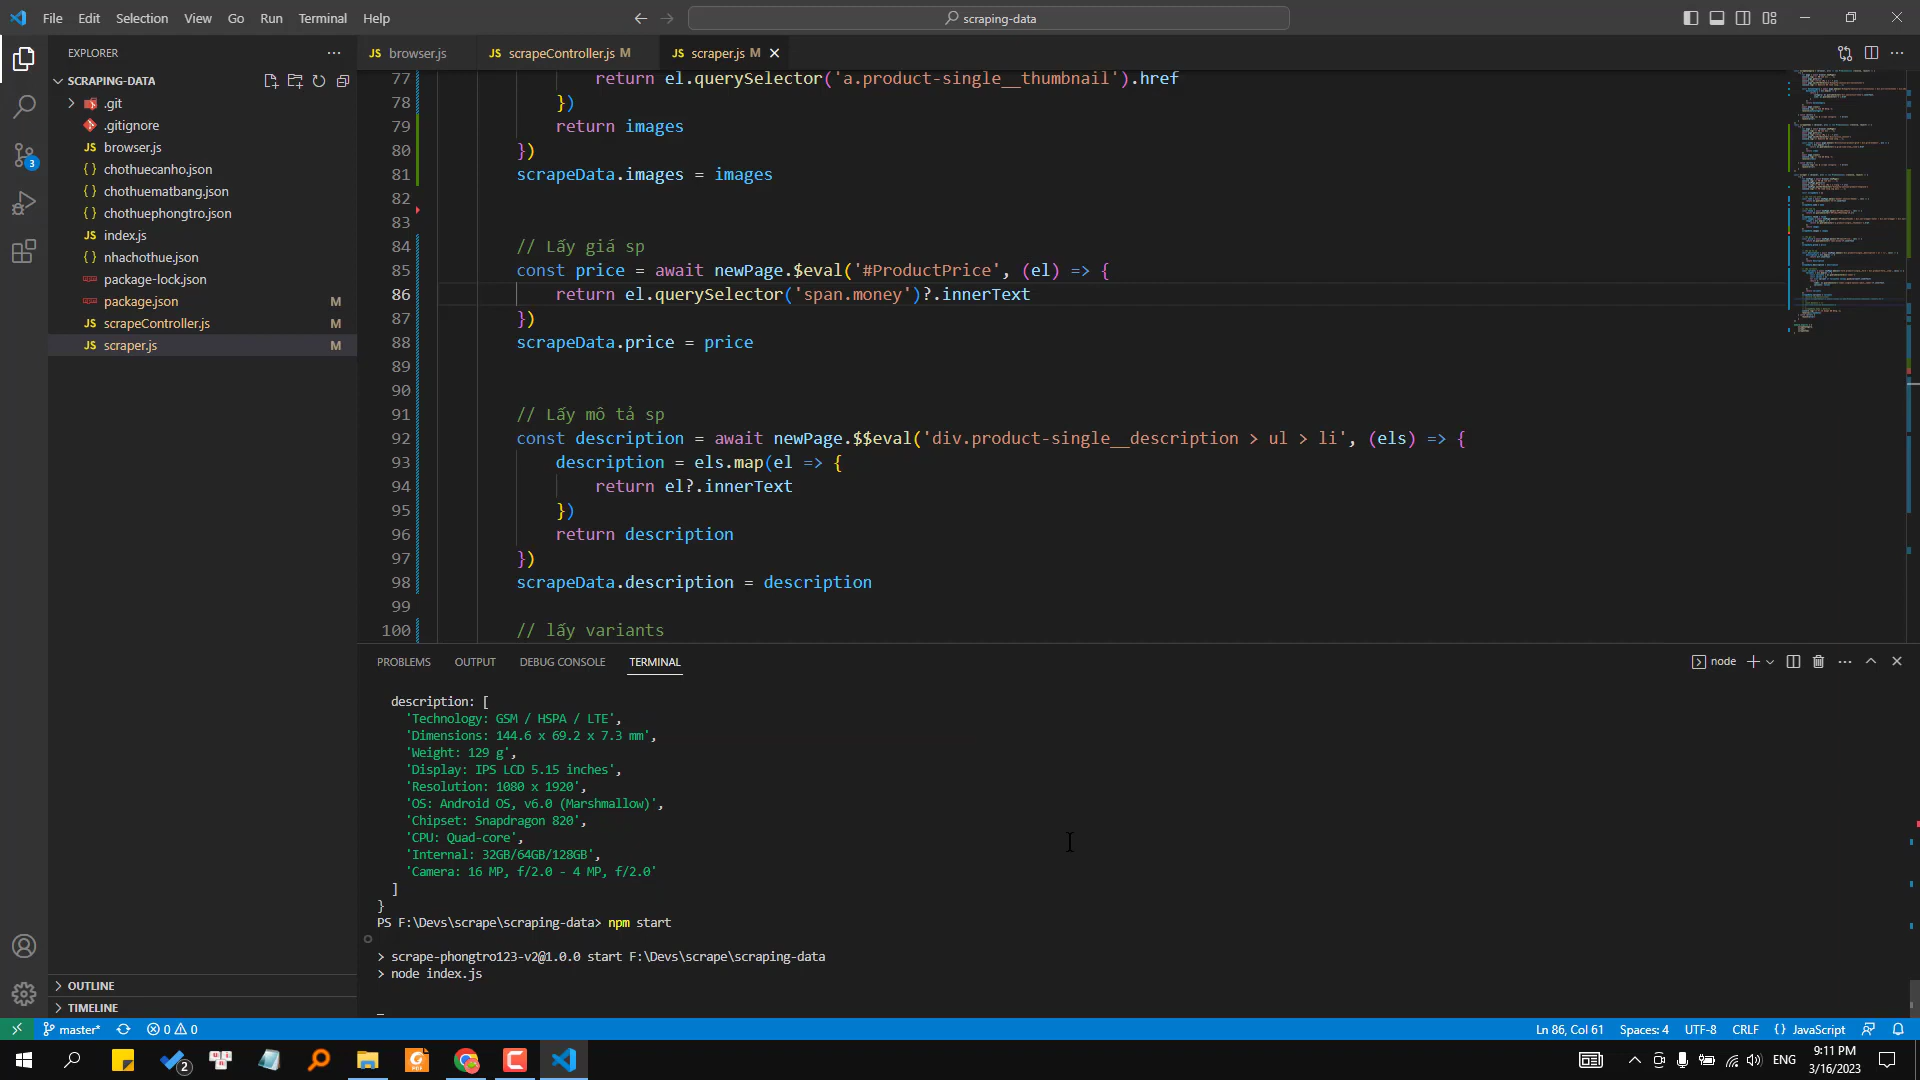 File Edit Selection View Go Run Terminal Help
scraping-data
EXPLORER
browser.js
scrapeController.js M
scraper.js M
SCRAPING-DATA
.git
.gitignore
browser.js
chothuecanho.json
chothuematbang.json
chothuephongtro.json
index.js
nhachothue.json
package-lock.json
package.json M
scrapeController.js M
scraper.js M
OUTLINE
TIMELINE
77 return el.querySelector('a.product-single__thumbnail').href
78 })
79 return images
80 })
81 scrapeData.images = images
82
83
84 // Lấy giá sp
85 const price = await newPage.$eval('#ProductPrice', (el) => {
86 return el.querySelector('span.money')?.innerText
87 })
88 scrapeData.price = price
89
90
91 // Lấy mô tả sp
92 const description = await newPage.$$eval('div.product-single__description > ul > li', (els) => {
93 description = els.map(el => {
94 return el?.innerText
95 })
96 return description
97 })
98 scrapeData.description = description
99
100 // lấy variants
PROBLEMS OUTPUT DEBUG CONSOLE TERMINAL
node
description: [
'Technology: GSM / HSPA / LTE',
'Dimensions: 144.6 x 69.2 x 7.3 mm',
'Weight: 129 g',
'Display: IPS LCD 5.15 inches',
'Resolution: 1080 x 1920',
'OS: Android OS, v6.0 (Marshmallow)',
'Chipset: Snapdragon 820',
'CPU: Quad-core',
'Internal: 32GB/64GB/128GB',
'Camera: 16 MP, f/2.0 - 4 MP, f/2.0'
]
}
PS F:\Devs\scrape\scraping-data> npm start
> scrape-phongtro123-v2@1.0.0 start F:\Devs\scrape\scraping-data
> node index.js
master* 0 0
Ln 86, Col 61 Spaces: 4 UTF-8 CRLF {} JavaScript
ENG
9:11 PM
3/16/2023